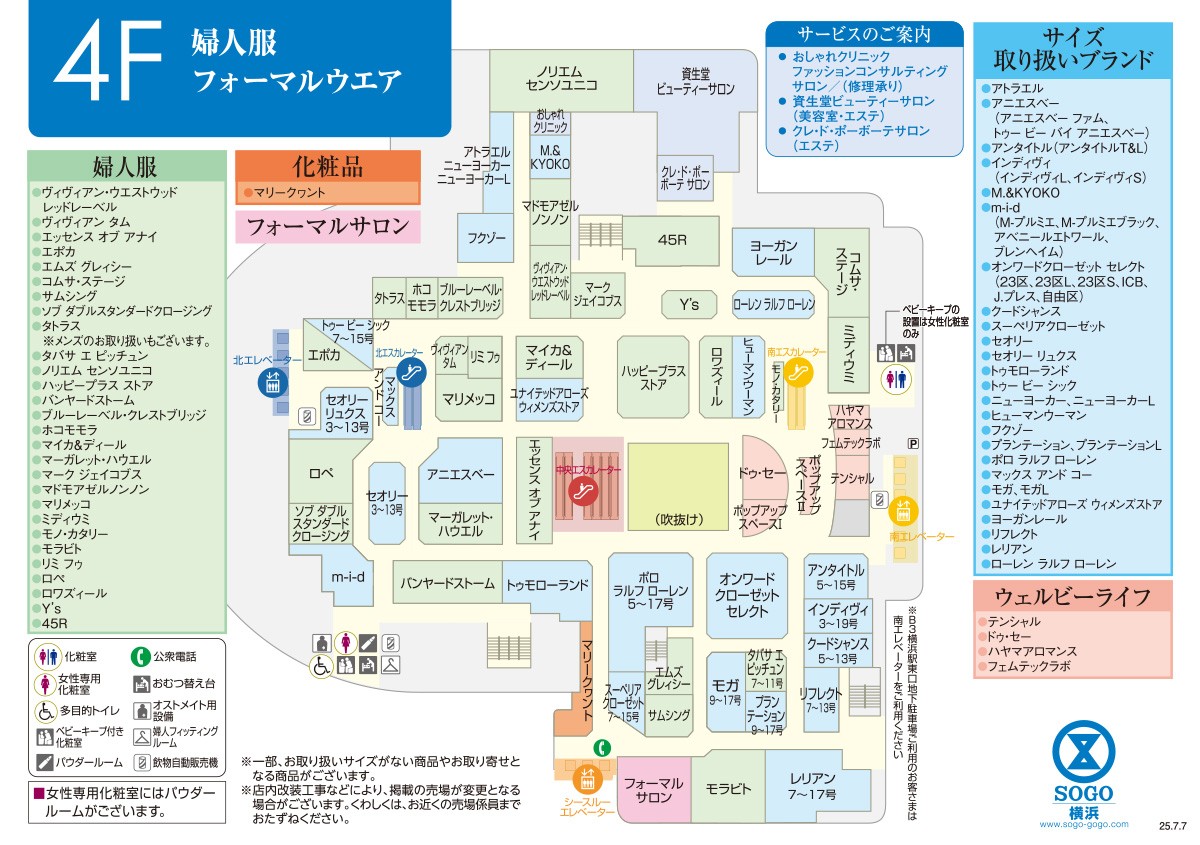 4F
婦人服
フォーマルウエア
婦人服
ヴィヴィアン・ウエストウッド
レッドレーベル
ヴィヴィアン タム
エッセンス オブ アナイ
エポカ
エムズ グレィシー
コムサ・ステージ
サムシング
ソブ ダブルスタンダードクロージング
タトラス
※メンズのお取り扱いもございます。
タバサ エ ピッチュン
ノリエム センソユニコ
ハッピープラス ストア
バンヤードストーム
ブルーレーベル・クレストブリッジ
ホコモモラ
マイカ&ディール
マーガレット・ハウエル
マーク ジェイコブス
マドモアゼルノンノン
マリメッコ
ミディウミ
モノ・カタリー
モラビト
リミ フゥ
ロペ
ロワズィール
Y's
45R
化粧品
マリークヮント
フォーマルサロン
サービスのご案内
おしゃれクリニック
ファッションコンサルティング
サロン／(修理承り)
資生堂ビューティーサロン
(美容室・エステ)
クレ・ド・ポーボーテサロン
(エステ)
サイズ
取り扱いブランド
アトラエル
アニエスベー
(アニエスベー ファム、
トゥー ビー バイ アニエスベー)
アンタイトル(アンタイトルT&L)
インディヴィ
(インディヴィL、インディヴィS)
M.&KYOKO
m-i-d
(M-プルミエ、M-プルミエブラック、
アベニールエトワール、
ブレンヘイム)
オンワードクローゼット セレクト
(23区、23区L、23区S、ICB、
J.プレス、自由区)
クードシャンス
スーペリアクローゼット
セオリー
セオリー リュクス
トゥモローランド
トゥー ビー シック
ニューヨーカー、ニューヨーカーL
ヒューマンウーマン
フクゾー
プランテーション、プランテーションL
ポロ ラルフ ローレン
マックス アンド コー
モガ、モガL
ユナイテッドアローズ ウィメンズストア
ヨーガンレール
リフレクト
レリアン
ローレン ラルフ ローレン
ウェルビーライフ
テンシャル
ドゥ・セー
ハヤマアロマンス
フェムテックラボ
ノリエム
センソユニコ
資生堂
ビューティーサロン
おしゃれ
クリニック
アトラエル
ニューヨーカー
ニューヨーカーL
M.&
KYOKO
クレ・ド・ポー
ボーテ サロン
マドモアゼル
ノンノン
フクゾー
45R
ヨーガン
レール
コムサ・
ステージ
タトラス
ホコ
モモラ
ブルーレーベル・
クレストブリッジ
ヴィヴィアン・
ウエストウッド
レッドレーベル
マーク
ジェイコブス
Y's
ローレン ラルフ ローレン
ベビーキープの
設置は女性化粧室
のみ
トゥー ビー シック
7〜15号
エポカ
北エレベーター
北エスカレーター
ヴィヴィアン
タム
リミ フゥ
マイカ&
ディール
ハッピープラス
ストア
ロワズィール
ヒューマンウーマン
南エスカレーター
モノ・カタリー
ミディウミ
マックス
アンド コー
セオリー
リュクス
3〜13号
マリメッコ
ユナイテッドアローズ
ウィメンズストア
ハヤマ
アロマンス
フェムテックラボ
P
ロペ
セオリー
3〜13号
アニエスベー
エッセンス オブ アナイ
中央エスカレーター
(吹抜け)
ドゥ・セー
ポップアップ
スペースⅡ
テンシャル
ソブ ダブル
スタンダード
クロージング
マーガレット・
ハウエル
ポップアップ
スペースⅠ
南エレベーター
m-i-d
バンヤードストーム
トゥモローランド
ポロ
ラルフ ローレン
5〜17号
オンワード
クローゼット
セレクト
アンタイトル
5〜15号
インディヴィ
3〜19号
クードシャンス
5〜13号
マリークヮント
スーペリア
クローゼット
7〜15号
エムズ
グレィシー
サムシング
モガ
9〜17号
タバサ エ
ピッチュン
7〜11号
プラン
テーション
9〜17号
リフレクト
7〜13号
※B3横浜駅東口地下駐車場ご利用のお客さまは
南エレベーターをご利用ください
シースルー
エレベーター
フォーマル
サロン
モラビト
レリアン
7〜17号
化粧室
公衆電話
女性専用
化粧室
おむつ替え台
多目的トイレ
オストメイト用
設備
ベビーキープ付き
化粧室
婦人フィッティング
ルーム
パウダールーム
飲物自動販売機
■女性専用化粧室にはパウダー
ルームがございます。
※一部、お取り扱いサイズがない商品やお取り寄せと
なる商品がございます。
※店内改装工事などにより、掲載の売場が変更となる
場合がございます。くわしくは、お近くの売場係員まで
おたずねください。
SOGO
横浜
www.sogo-gogo.com
25.7.7